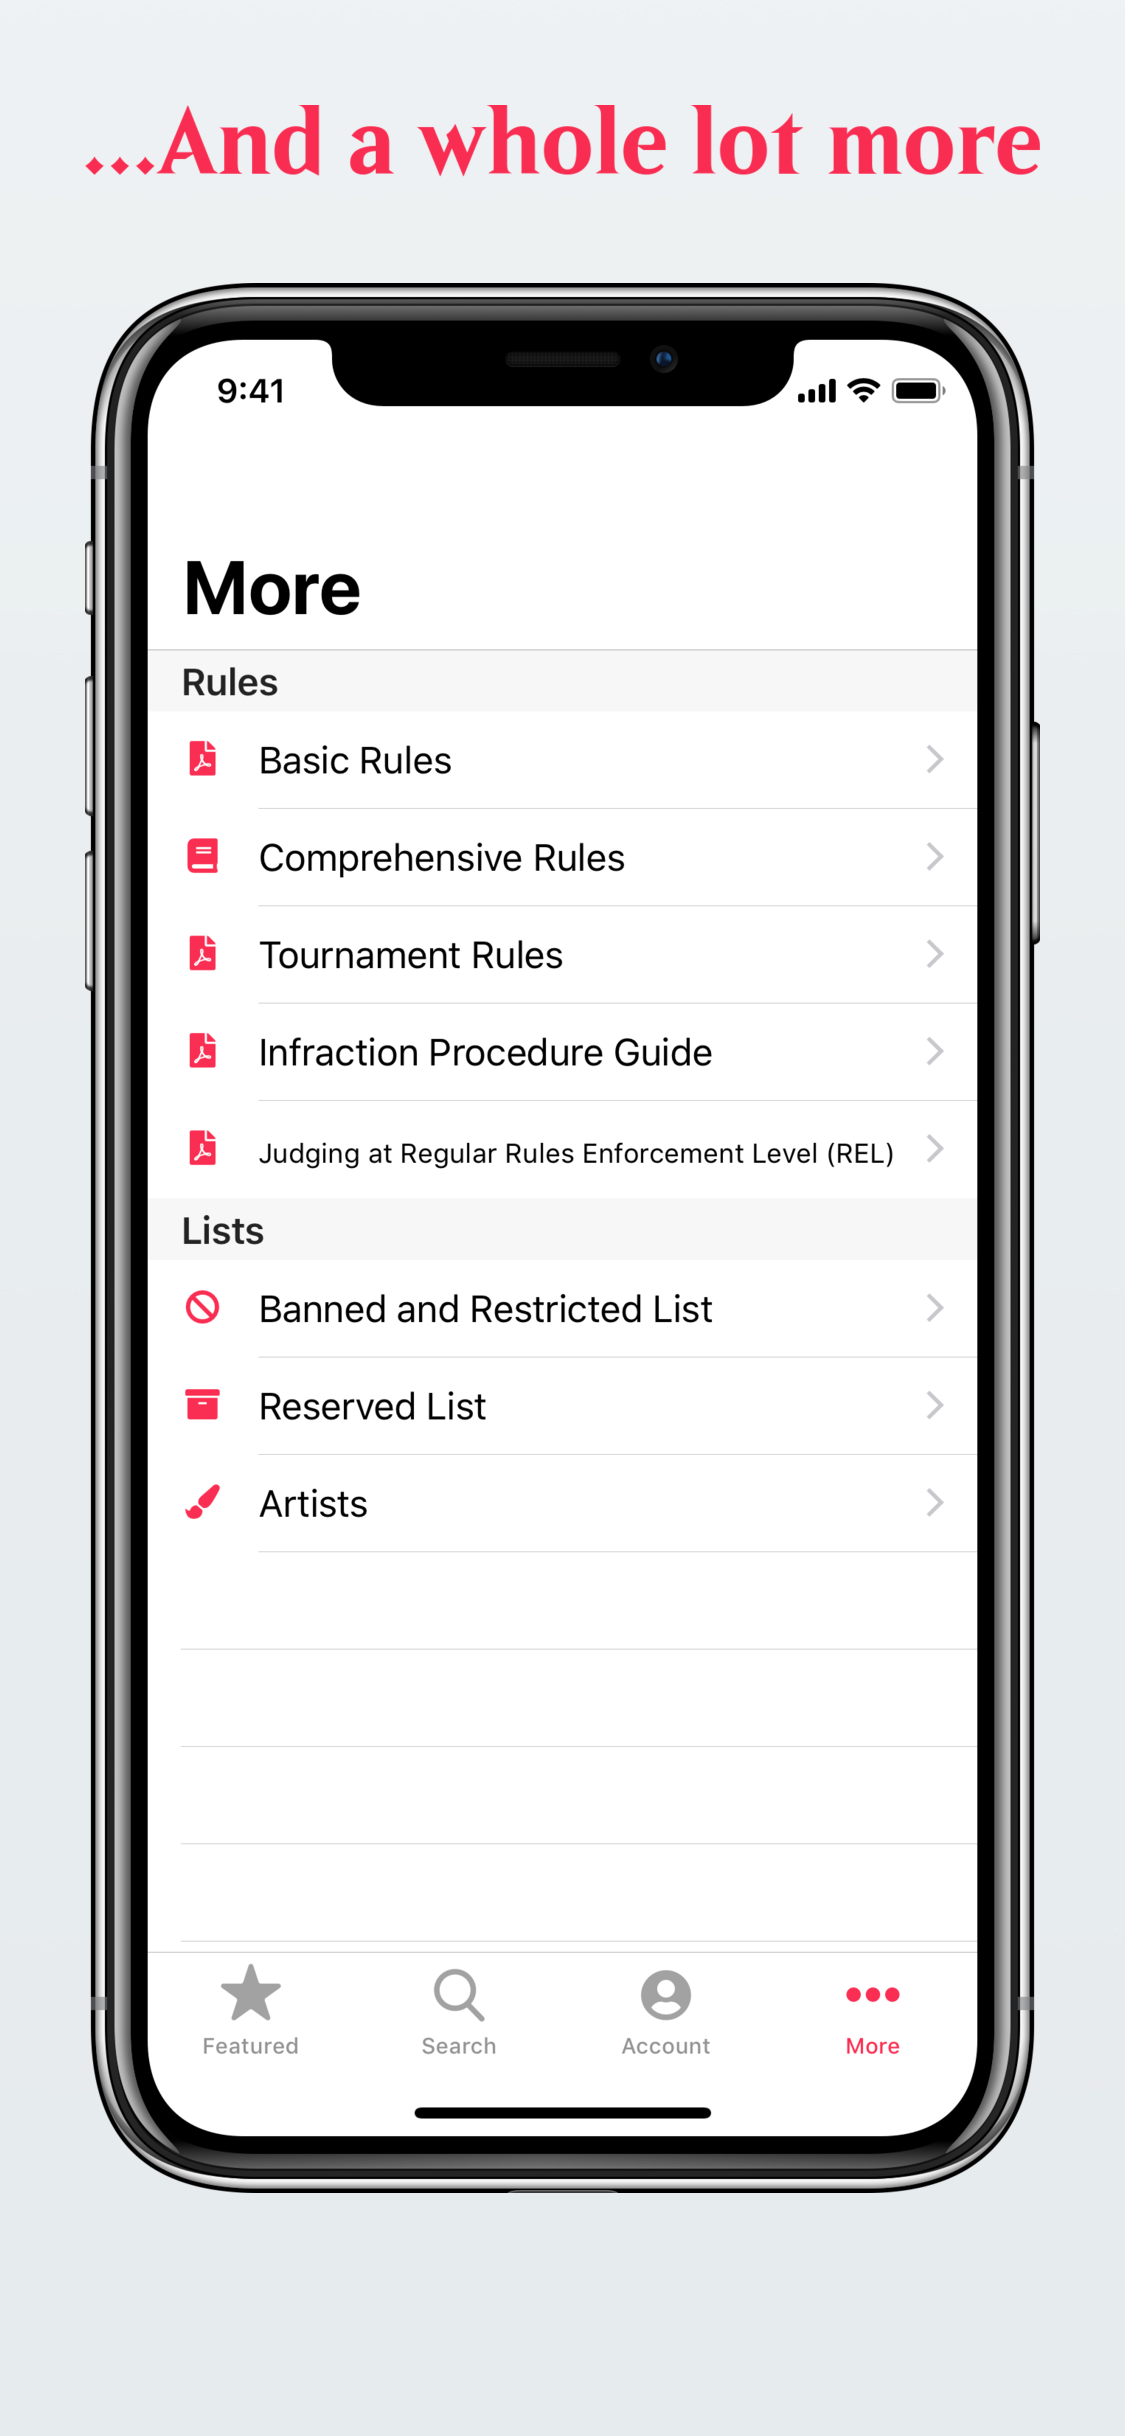 ...And a whole lot more
9:41
More
Rules
Basic Rules
Comprehensive Rules
Tournament Rules
Infraction Procedure Guide
Judging at Regular Rules Enforcement Level (REL)
Lists
Banned and Restricted List
Reserved List
Artists
Featured
Search
Account
More